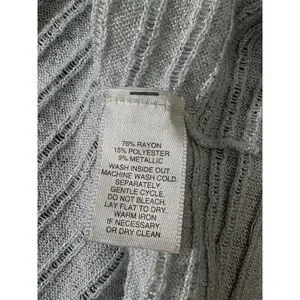 76% RAYON
15% POLYESTER
9% METALLIC
WASH INSIDE OUT
MACHINE WASH COLD.
SEPARATELY
GENTLE CYCLE.
DO NOT BLEACH.
LAY FLAT TO DRY.
WARM IRON
IF NECESSARY.
OR DRY CLEAN